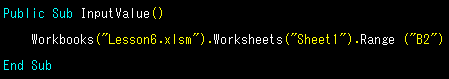 Public Sub InputValue()
Workbooks("Lesson6.xlsm").Worksheets("Sheet1").Range ("B2")
End Sub